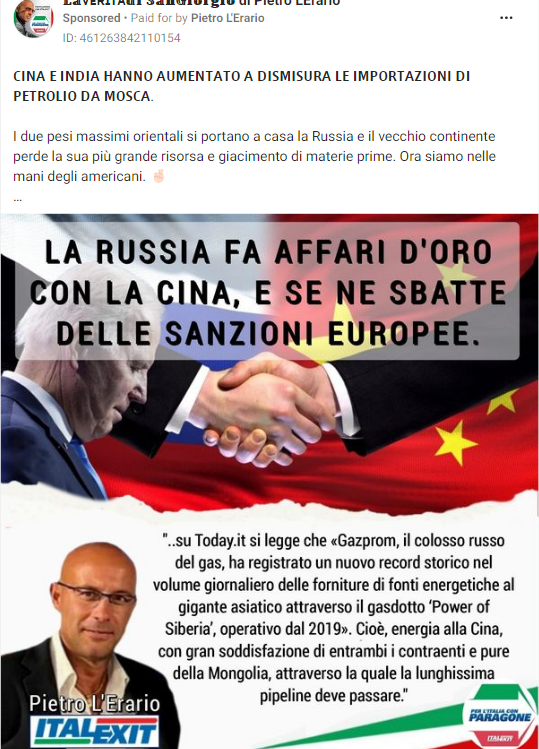 LaVERITÀdi SanGiorgio di Pietro L'Erario
Sponsored • Paid for by Pietro L'Erario
ID: 461263842110154
CINA E INDIA HANNO AUMENTATO A DISMISURA LE IMPORTAZIONI DI
PETROLIO DA MOSCA.
I due pesi massimi orientali si portano a casa la Russia e il vecchio continente
perde la sua più grande risorsa e giacimento di materie prime. Ora siamo nelle
mani degli americani. ✌🏻
...
LA RUSSIA FA AFFARI D'ORO
CON LA CINA, E SE NE SBATTE
DELLE SANZIONI EUROPEE.
"..su Today.it si legge che «Gazprom, il colosso russo
del gas, ha registrato un nuovo record storico nel
volume giornaliero delle forniture di fonti energetiche al
gigante asiatico attraverso il gasdotto ‘Power of
Siberia’, operativo dal 2019». Cioè, energia alla Cina,
con gran soddisfazione di entrambi i contraenti e pure
della Mongolia, attraverso la quale la lunghissima
pipeline deve passare."
Pietro L'Erario
ITALEXIT
PER L'ITALIA CON
PARAGONE
ITALEXIT